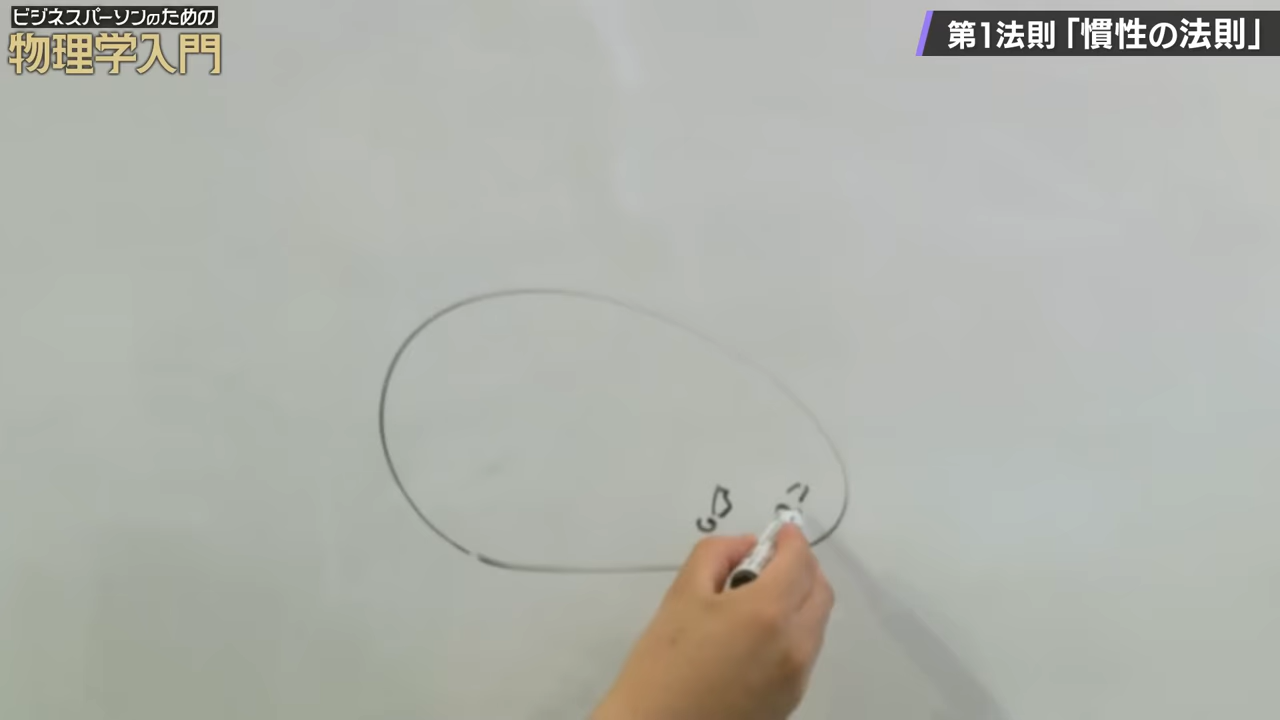 ビジネスパーソンのための
物理学入門
第1法則「慣性の法則」